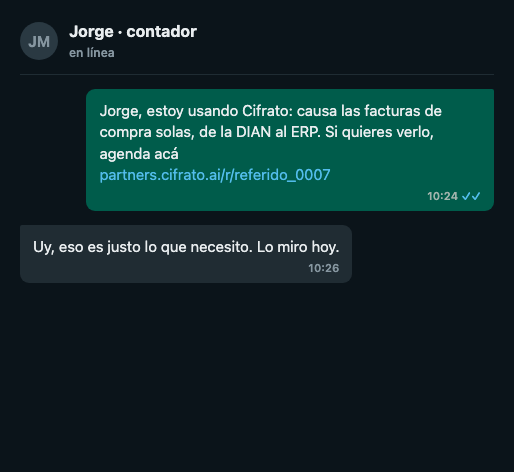 JM
Jorge · contador
en línea
Jorge, estoy usando Cifrato: causa las facturas de
compra solas, de la DIAN al ERP. Si quieres verlo,
agenda acá
partners.cifrato.ai/r/referido_0007
10:24
Uy, eso es justo lo que necesito. Lo miro hoy.
10:26